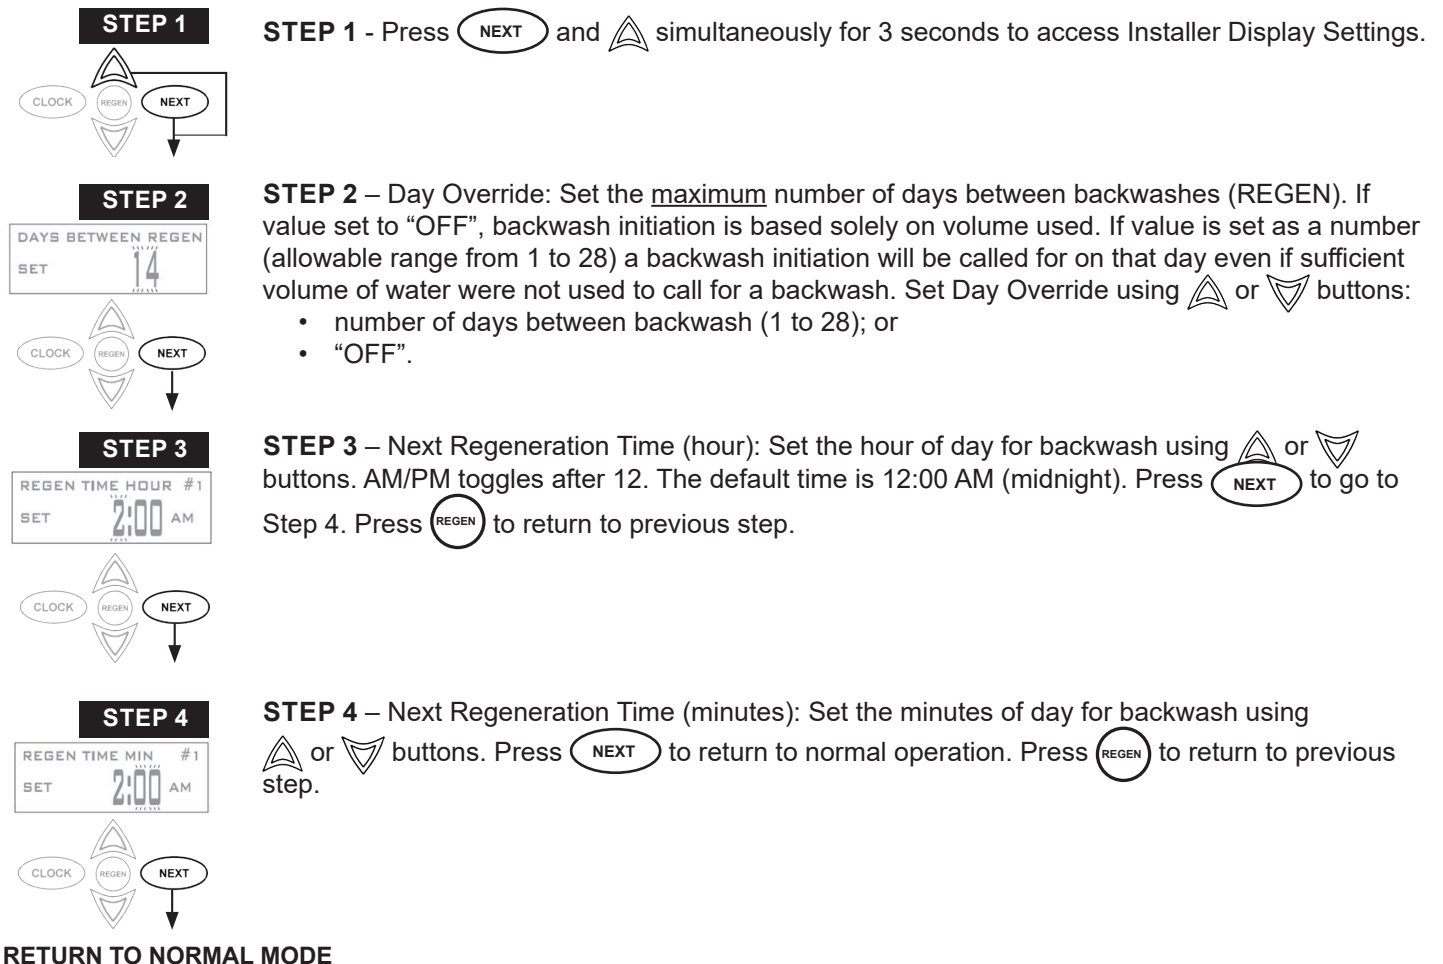 STEP 1
STEP 1 - Press NEXT and simultaneously for 3 seconds to access Installer Display Settings.
CLOCK REGEN NEXT
STEP 2
STEP 2 – Day Override: Set the maximum number of days between backwashes (REGEN). If
value set to “OFF”, backwash initiation is based solely on volume used. If value is set as a number
(allowable range from 1 to 28) a backwash initiation will be called for on that day even if sufficient
volume of water were not used to call for a backwash. Set Day Override using or buttons:
• number of days between backwash (1 to 28); or
• “OFF”.
DAYS BETWEEN REGEN
SET 14
CLOCK REGEN NEXT
STEP 3
STEP 3 – Next Regeneration Time (hour): Set the hour of day for backwash using or
buttons. AM/PM toggles after 12. The default time is 12:00 AM (midnight). Press NEXT to go to
Step 4. Press REGEN to return to previous step.
REGEN TIME HOUR #1
SET 2:00 AM
CLOCK REGEN NEXT
STEP 4
STEP 4 – Next Regeneration Time (minutes): Set the minutes of day for backwash using
or buttons. Press NEXT to return to normal operation. Press REGEN to return to previous
step.
REGEN TIME MIN #1
SET 2:00 AM
CLOCK REGEN NEXT
RETURN TO NORMAL MODE